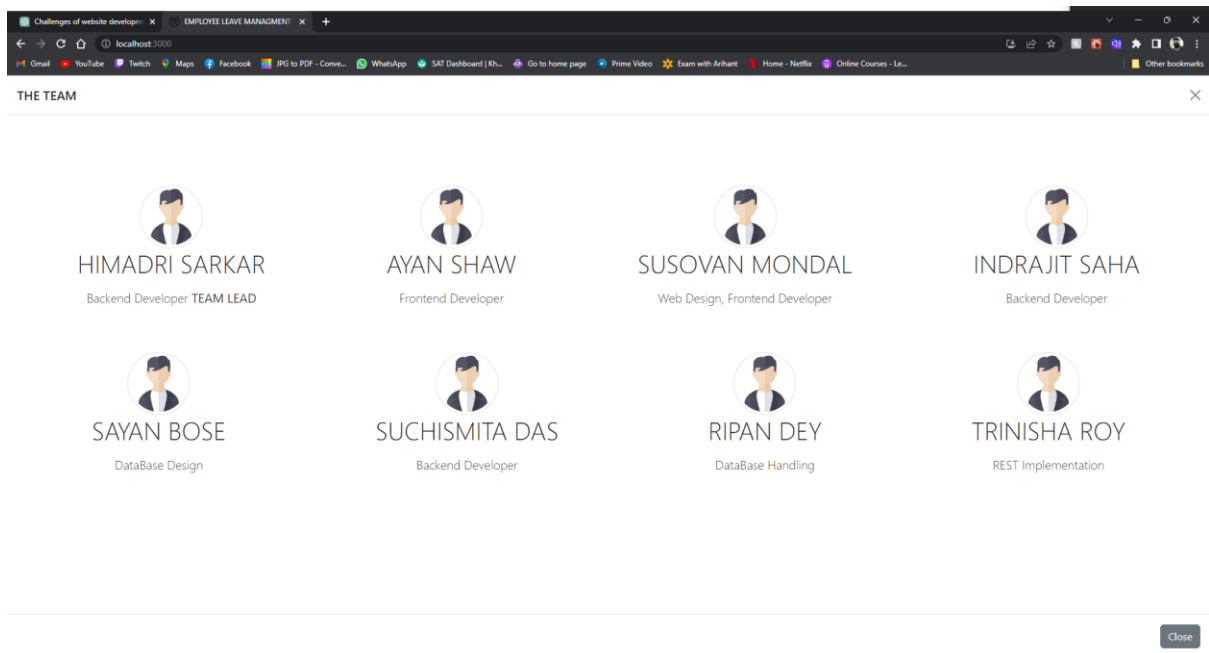 Challenges of website developm
EMPLOYEE LEAVE MANAGMENT
localhost:3000
Gmail YouTube Twitch Maps Facebook JPG to PDF - Conve... WhatsApp SAT Dashboard | Kh... Go to home page Prime Video Exam with Arihant Home - Netflix Online Courses - Le... Other bookmarks
THE TEAM
HIMADRI SARKAR
Backend Developer TEAM LEAD
AYAN SHAW
Frontend Developer
SUSOVAN MONDAL
Web Design, Frontend Developer
INDRAJIT SAHA
Backend Developer
SAYAN BOSE
DataBase Design
SUCHISMITA DAS
Backend Developer
RIPAN DEY
DataBase Handling
TRINISHA ROY
REST Implementation
Close